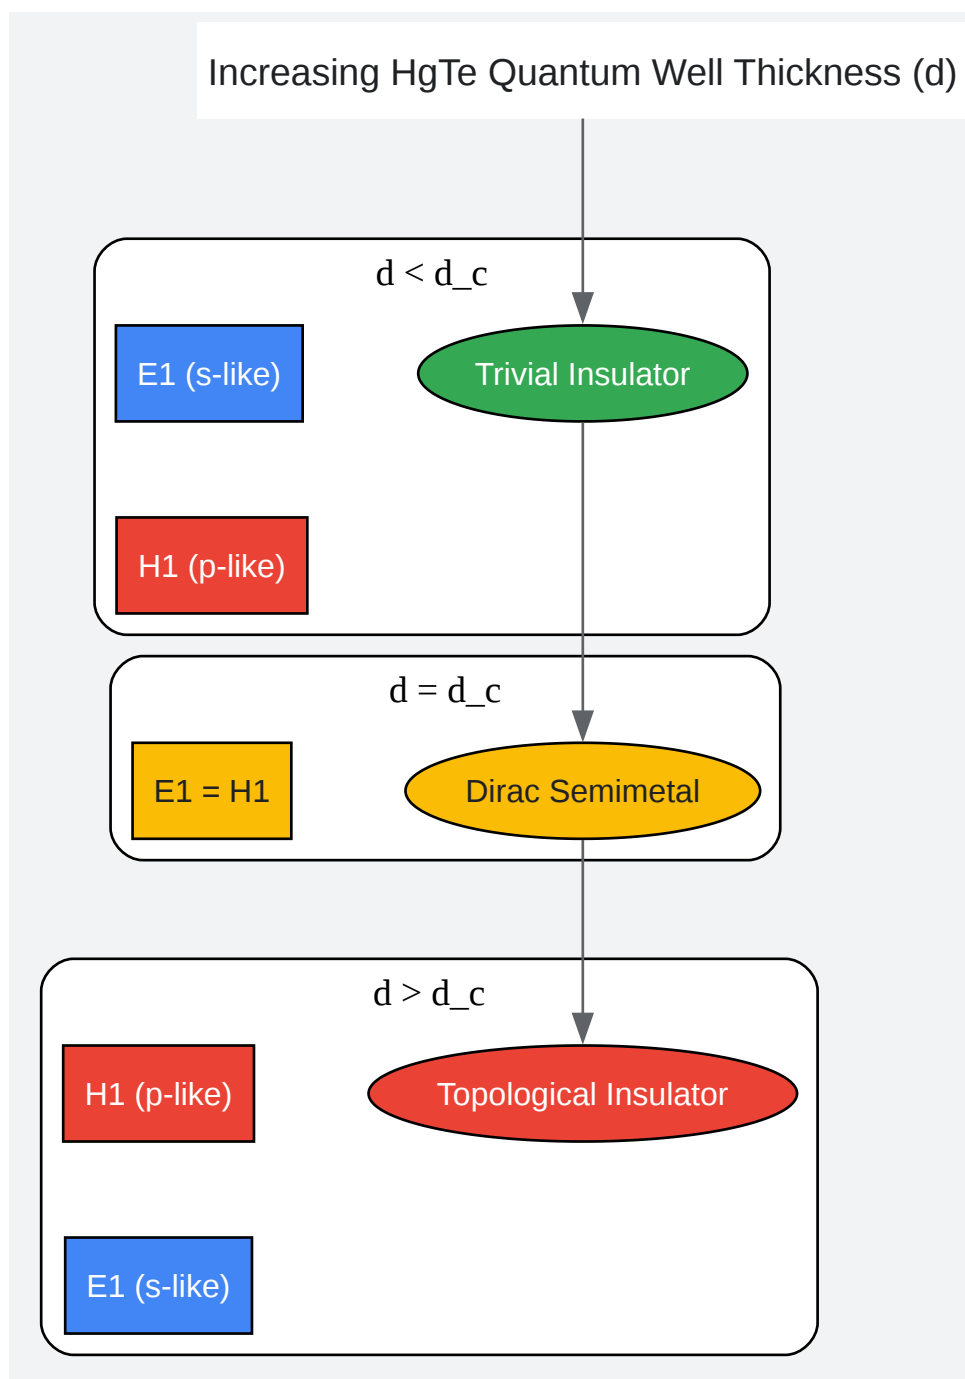 Increasing HgTe Quantum Well Thickness (d)
d < d_c
E1 (s-like)
Trivial Insulator
H1 (p-like)
d = d_c
E1 = H1
Dirac Semimetal
d > d_c
H1 (p-like)
Topological Insulator
E1 (s-like)